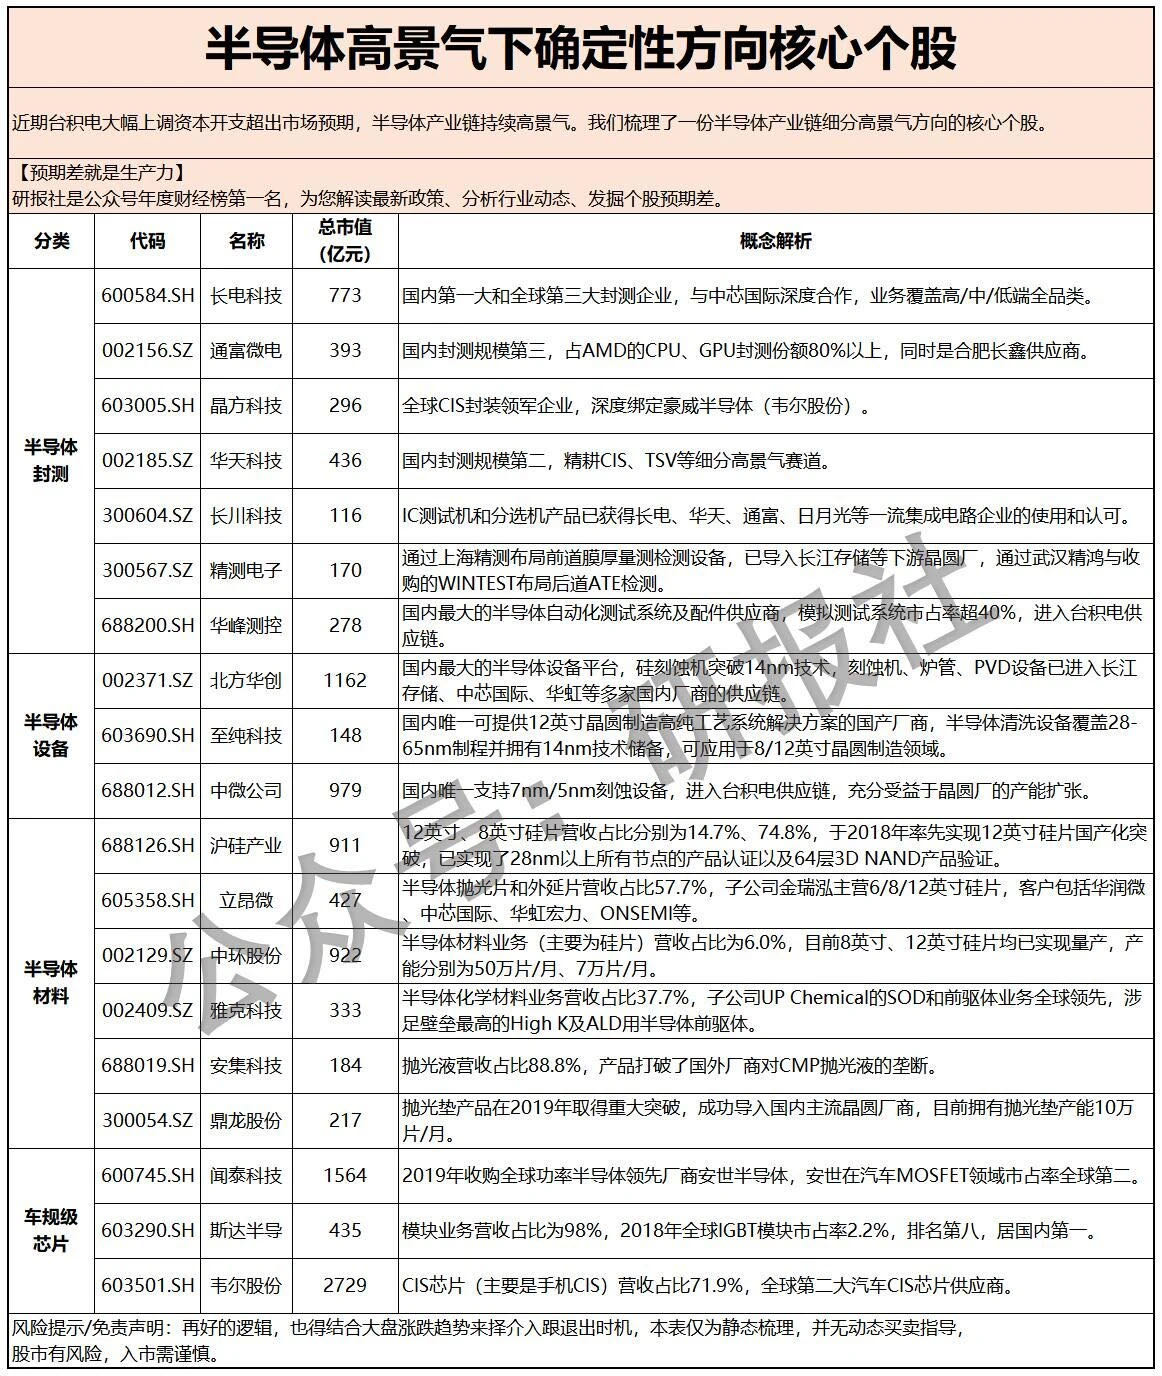 半导体高景气下确定性方向核心个股
近期台积电大幅上调资本开支超出市场预期，半导体产业链持续高景气。我们梳理了一份半导体产业链细分高景气方向的核心个股。
【预期差就是生产力】
研报社是公众号年度财经榜第一名，为您解读最新政策、分析行业动态、发掘个股预期差。
分类 代码 名称 总市值（亿元） 概念解析
半导体封测
600584.SH 长电科技 773 国内第一大和全球第三大封测企业，与中芯国际深度合作，业务覆盖高/中/低端全品类。
002156.SZ 通富微电 393 国内封测规模第三，占AMD的CPU、GPU封测份额80%以上，同时是合肥长鑫供应商。
603005.SH 晶方科技 296 全球CIS封装领军企业，深度绑定豪威半导体（韦尔股份）。
002185.SZ 华天科技 436 国内封测规模第二，精耕CIS、TSV等细分高景气赛道。
300604.SZ 长川科技 116 IC测试机和分选机产品已获得长电、华天、通富、日月光等一流集成电路企业的使用和认可。
300567.SZ 精测电子 170 通过上海精测布局前道膜厚量测检测设备，已导入长江存储等下游晶圆厂，通过武汉精鸿与收
购的WINTEST布局后道ATE检测。
688200.SH 华峰测控 278 国内最大的半导体自动化测试系统及配件供应商，模拟测试系统市占率超40%，进入台积电供
应链。
半导体设备
002371.SZ 北方华创 1162 国内最大的半导体设备平台，硅刻蚀机突破14nm技术，刻蚀机、炉管、PVD设备已进入长江
存储、中芯国际、华虹等多家国内厂商的供应链。
603690.SH 至纯科技 148 国内唯一可提供12英寸晶圆制造高纯工艺系统解决方案的国产厂商，半导体清洗设备覆盖28-
65nm制程并拥有14nm技术储备，可应用于8/12英寸晶圆制造领域。
688012.SH 中微公司 979 国内唯一支持7nm/5nm刻蚀设备，进入台积电供应链，充分受益于晶圆厂的产能扩张。
半导体材料
688126.SH 沪硅产业 911 12英寸、8英寸硅片营收占比分别为14.7%、74.8%，于2018年率先实现12英寸硅片国产化突
破，已实现了28nm以上所有节点的产品认证以及64层3D NAND产品验证。
605358.SH 立昂微 427 半导体抛光片和外延片营收占比57.7%，子公司金瑞泓主营6/8/12英寸硅片，客户包括华润微
、中芯国际、华虹宏力、ONSEMI等。
002129.SZ 中环股份 922 半导体材料业务（主要为硅片）营收占比为6.0%，目前8英寸、12英寸硅片均已实现量产，产
能分别为50万片/月、7万片/月。
002409.SZ 雅克科技 333 半导体化学材料业务营收占比37.7%，子公司UP Chemical的SOD和前驱体业务全球领先，涉
足壁垒最高的High K及ALD用半导体前驱体。
688019.SH 安集科技 184 抛光液营收占比88.8%，产品打破了国外厂商对CMP抛光液的垄断。
300054.SZ 鼎龙股份 217 抛光垫产品在2019年取得重大突破，成功导入国内主流晶圆厂商，目前拥有抛光垫产能10万
片/月。
车规级芯片
600745.SH 闻泰科技 1564 2019年收购全球功率半导体领先厂商安世半导体，安世在汽车MOSFET领域市占率全球第二。
603290.SH 斯达半导 435 模块业务营收占比为98%，2018年全球IGBT模块市占率2.2%，排名第八，居国内第一。
603501.SH 韦尔股份 2729 CIS芯片（主要是手机CIS）营收占比71.9%，全球第二大汽车CIS芯片供应商。
风险提示/免责声明：再好的逻辑，也得结合大盘涨跌趋势来择介入跟退出时机，本表仅为静态梳理，并无动态买卖指导，
股市有风险，入市需谨慎。
公众号：研报社